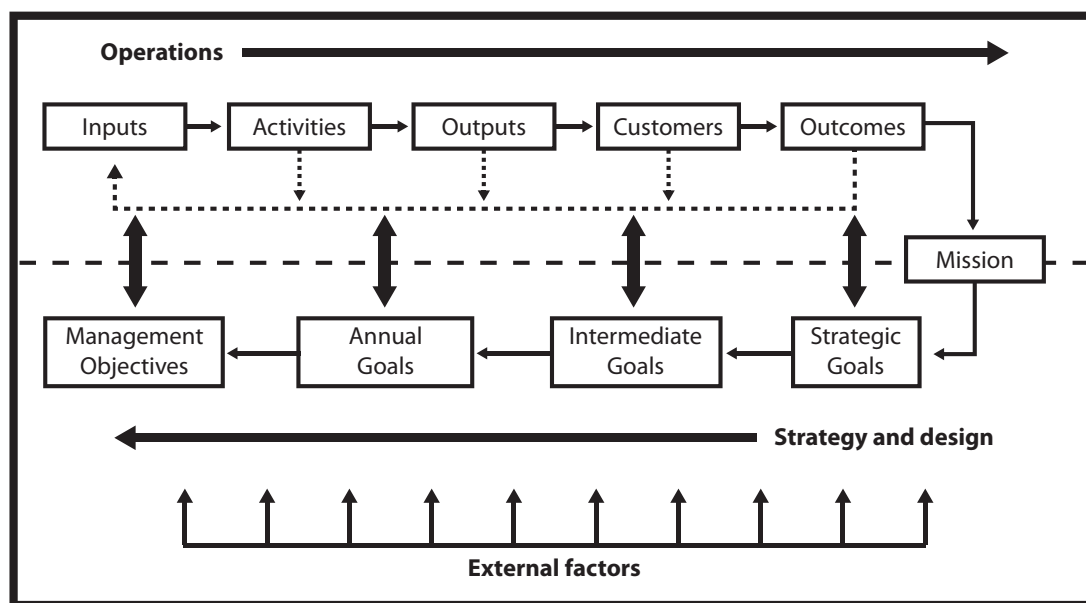 Operations
Inputs
Activities
Outputs
Customers
Outcomes
Mission
Management
Objectives
Annual
Goals
Intermediate
Goals
Strategic
Goals
Strategy and design
External factors